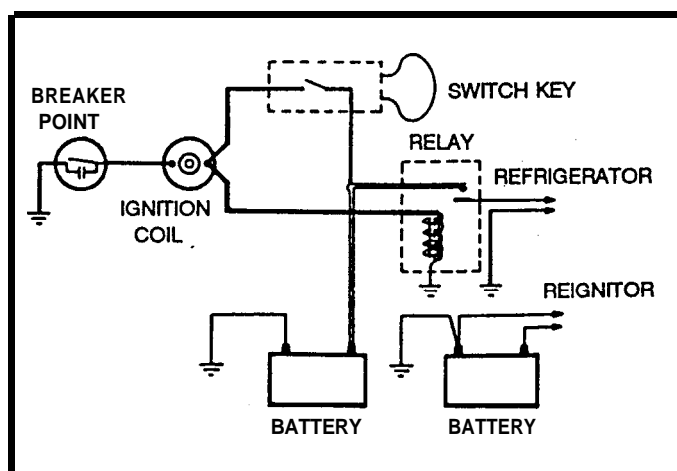 SWITCH KEY
BREAKER
POINT
RELAY
REFRIGERATOR
IGNITION
COIL
REIGNITOR
BATTERY
BATTERY